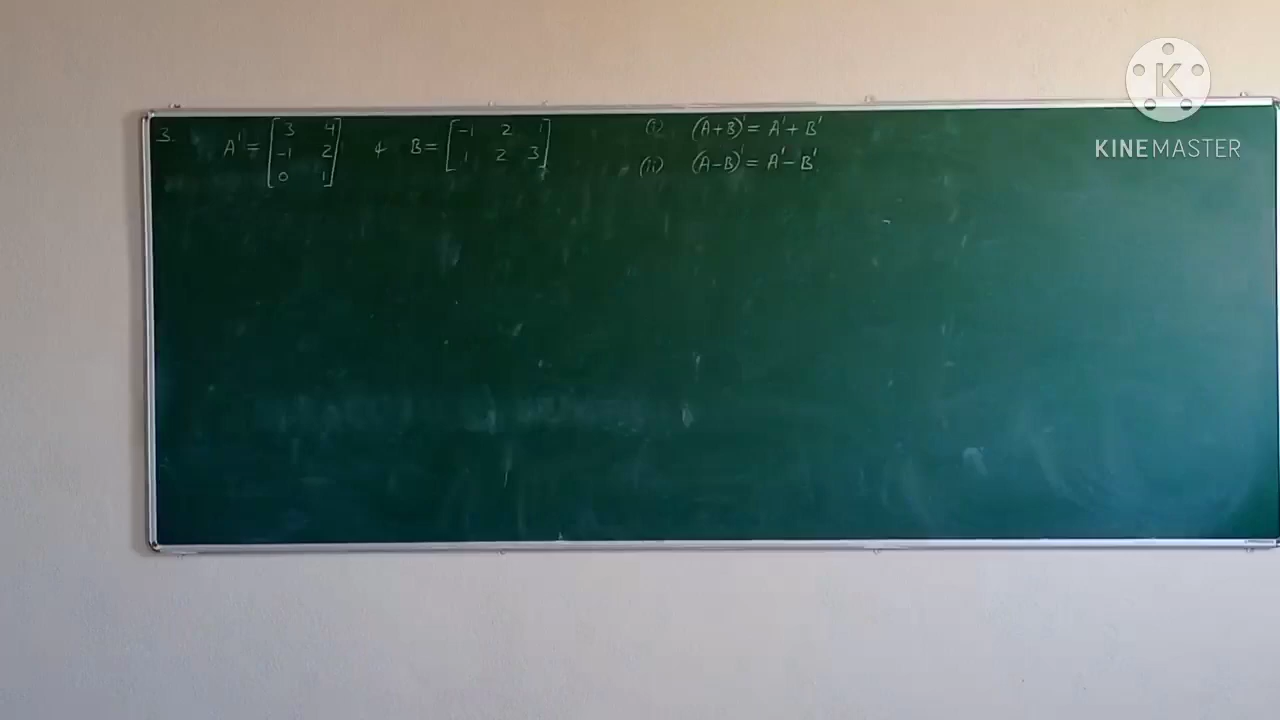 3. A' = [3 4 -1 2 0 1] & B = [-1 2 1 1 2 3] (i) (A+B)' = A' + B'
(ii) (A-B)' = A' - B'
K
KINEMASTER